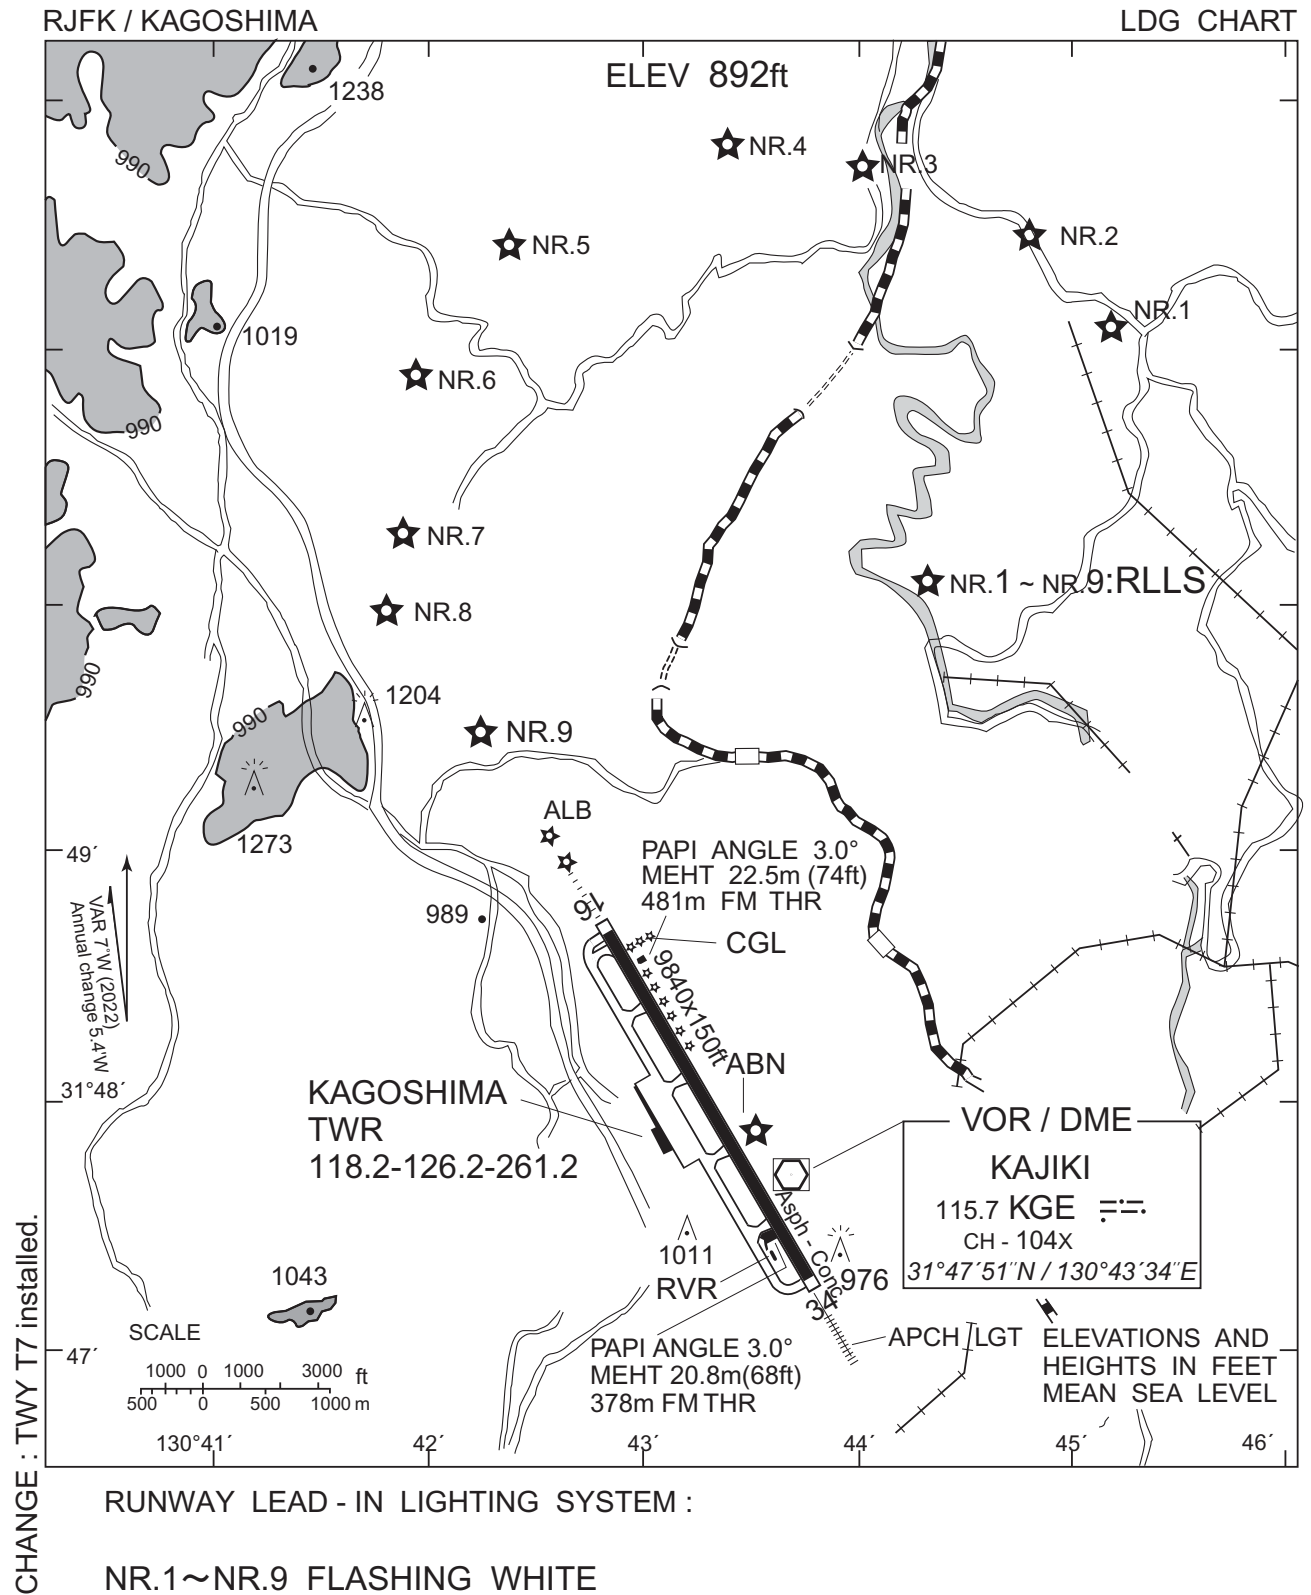 RJFK / KAGOSHIMA
LDG CHART
ELEV 892ft
1238
990
NR.4
NR.3
NR.5
NR.2
NR.1
1019
NR.6
990
NR.7
NR.1 ~ NR.9:RLLS
NR.8
990
1204
990
NR.9
1273
ALB
49´
PAPI ANGLE 3.0°
MEHT 22.5m (74ft)
481m FM THR
16
989
CGL
VAR 7°W (2022)
Annual change 5.4´W
9840x150ft
ABN
31°48´
KAGOSHIMA
TWR
118.2-126.2-261.2
VOR / DME
KAJIKI
115.7 KGE
CH - 104X
31°47´51˝N / 130°43´34˝E
Asph - Conc
1011
RVR
976
34
1043
SCALE
1000 0 1000 3000 ft
500 0 500 1000 m
47´
PAPI ANGLE 3.0°
MEHT 20.8m(68ft)
378m FM THR
APCH LGT
ELEVATIONS AND
HEIGHTS IN FEET
MEAN SEA LEVEL
130°41´ 42´ 43´ 44´ 45´ 46´
CHANGE : TWY T7 installed.
RUNWAY LEAD - IN LIGHTING SYSTEM :
NR.1～NR.9 FLASHING WHITE